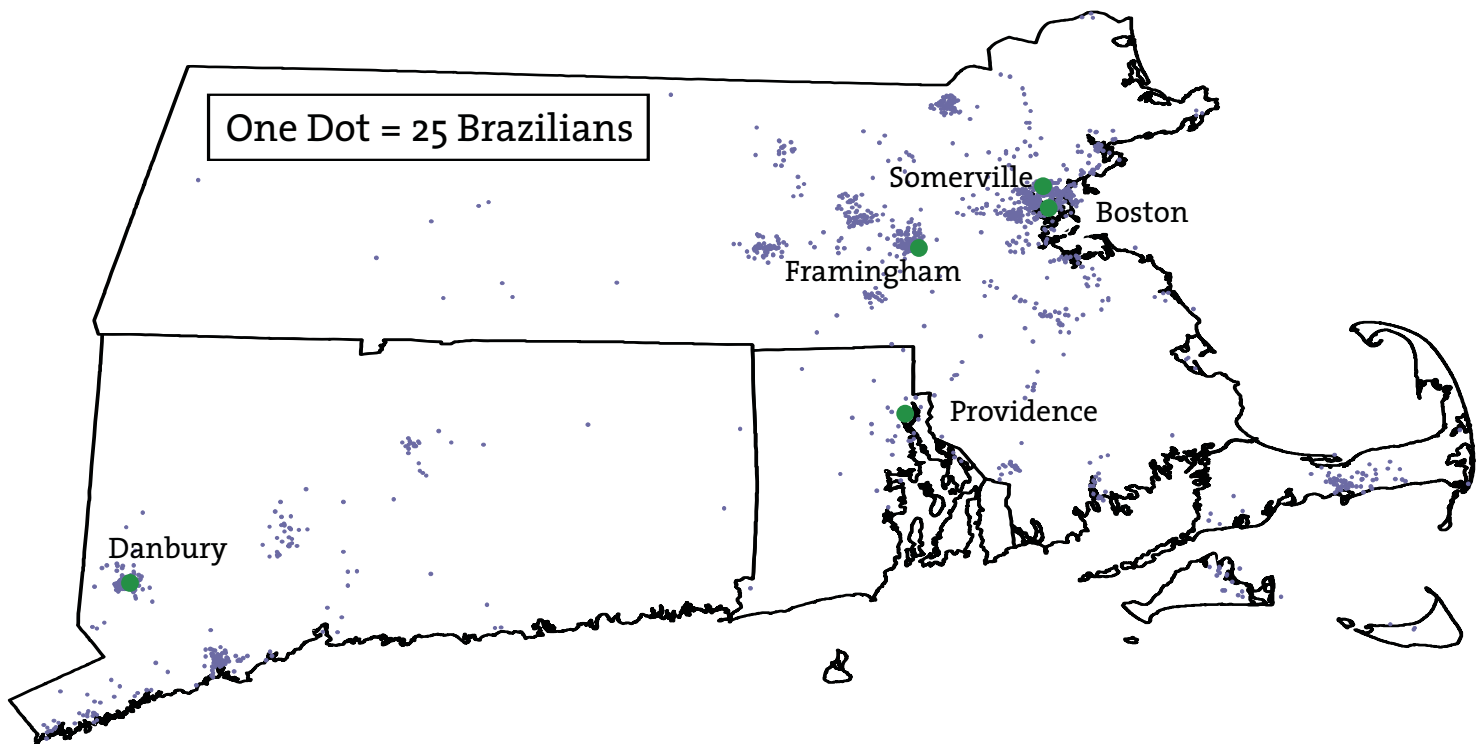 One Dot = 25 Brazilians
Somerville
Boston
Framingham
Providence
Danbury